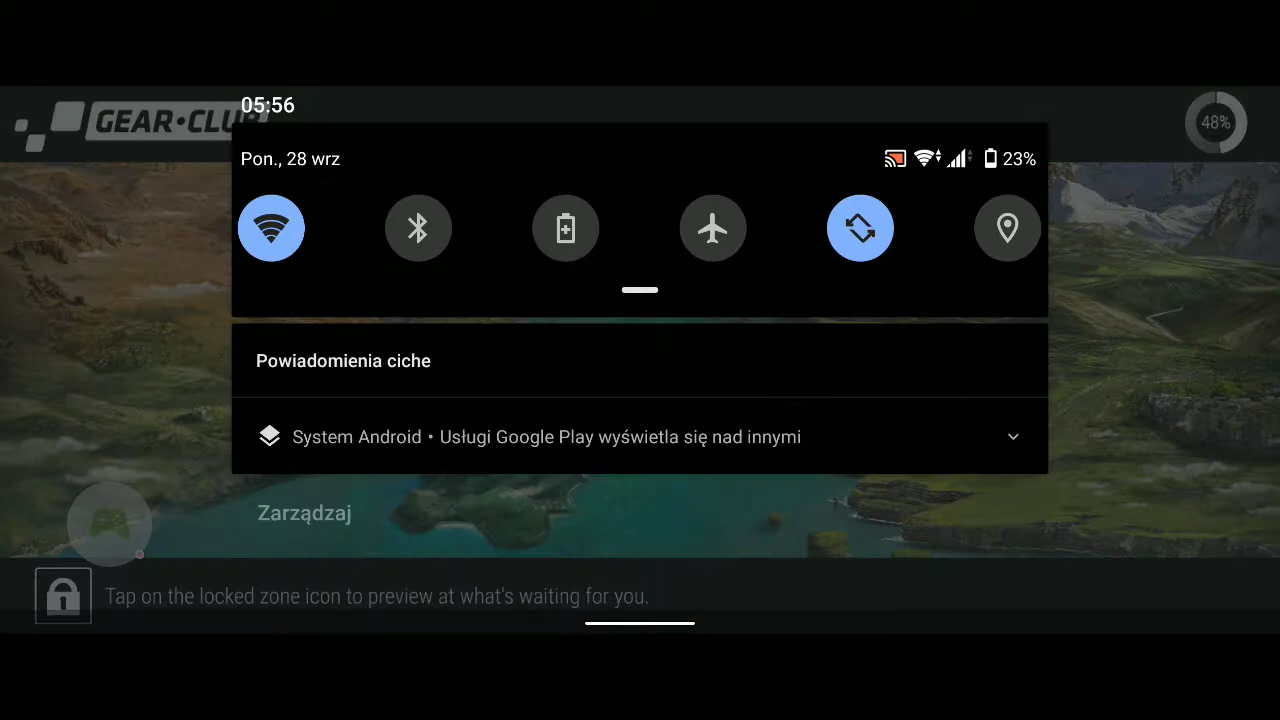 GEAR•CLUB
05:56
48%
Pon., 28 wrz
23%
Powiadomienia ciche
System Android • Usługi Google Play wyświetla się nad innymi
Zarządzaj
Tap on the locked zone icon to preview at what's waiting for you.